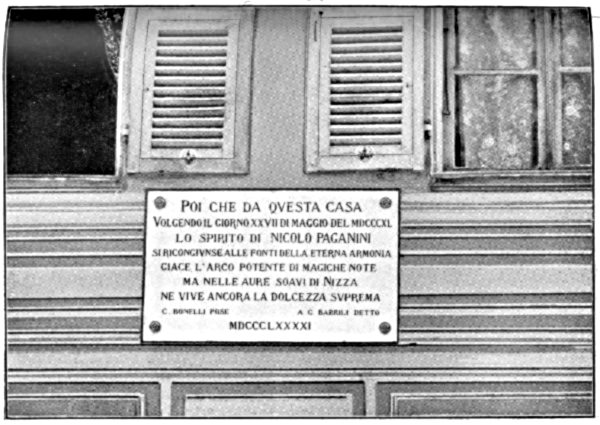 POI CHE DA QVESTA CASA
VOLGENDO IL GIORNO XXVII DI MAGGIO DEL MDCCCXL
LO SPIRITO DI NICOLO PAGANINI
SI RICONGIVNSE ALLE FONTI DELLA ETERNA ARMONIA
GIACE L'ARCO POTENTE DI MAGICHE NOTE
MA NELLE AURE SOAVI DI NIZZA
NE VIVE ANCORA LA DOLCEZZA SVPREMA
C. BONELLI POSE A G BARRILI DETTO
MDCCCLXXXXI